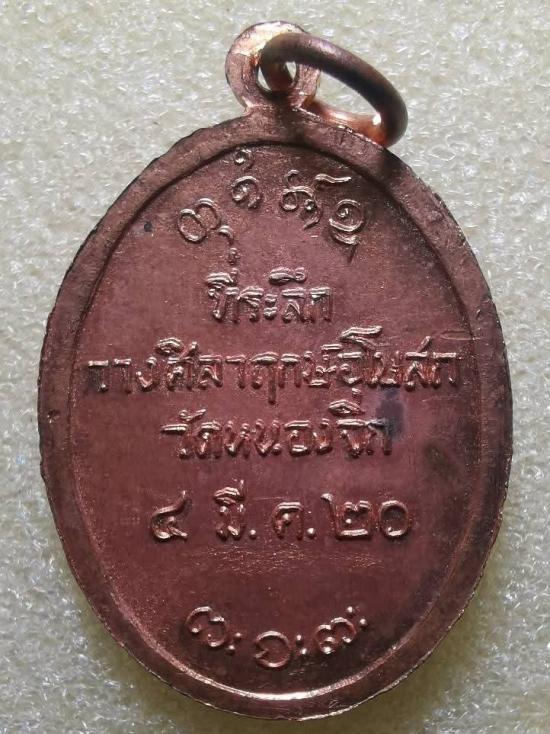 ที่ระลึก
วางศิลาฤกษ์อุโบสถ
วัดหนองจิก
๔ มี.ค.๒๐